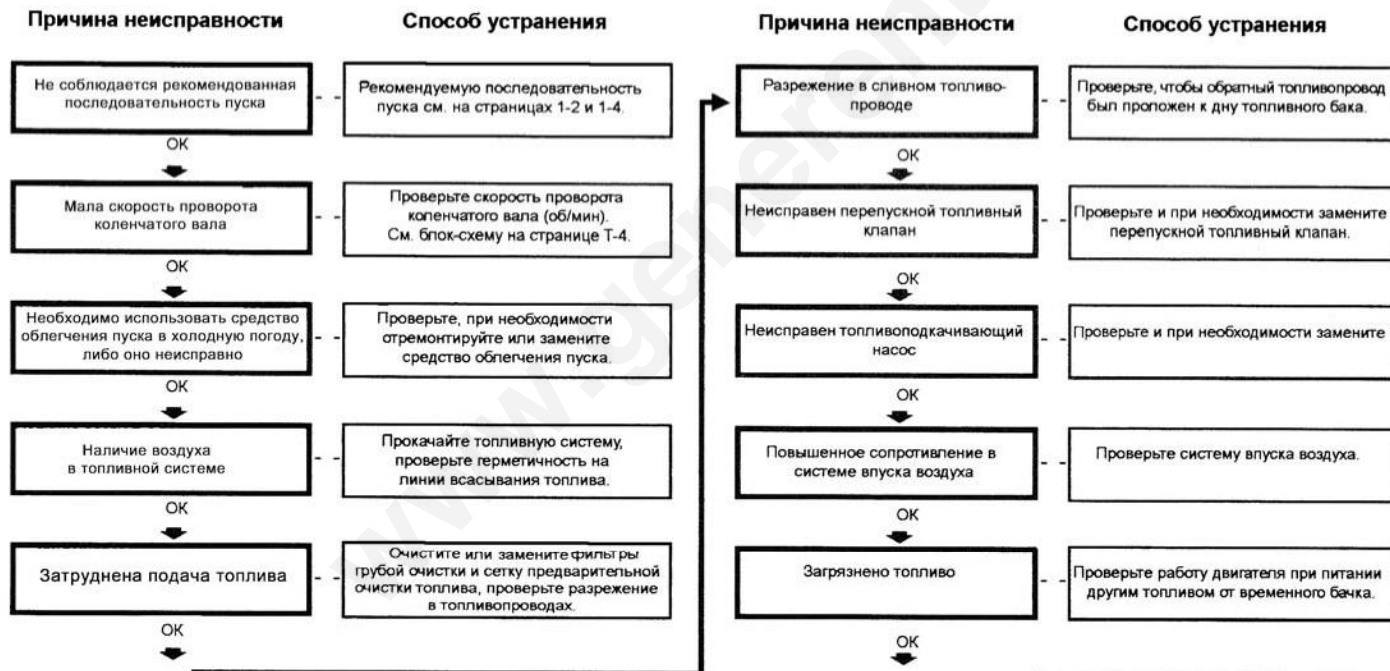 Причина неисправности
Способ устранения
Не соблюдается рекомендованная
последовательность пуска
Рекомендуемую последовательность
пуска см. на страницах 1-2 и 1-4.
ОК
Мала скорость проворота
коленчатого вала
Проверьте скорость проворота
коленчатого вала (об/мин).
См. блок-схему на странице Т-4.
ОК
Необходимо использовать средство
облегчения пуска в холодную погоду,
либо оно неисправно
Проверьте, при необходимости
отремонтируйте или замените
средство облегчения пуска.
ОК
Наличие воздуха
в топливной системе
Прокачайте топливную систему,
проверьте герметичность на
линии всасывания топлива.
ОК
Затруднена подача топлива
Очистите или замените фильтры
грубой очистки и сетку предварительной
очистки топлива, проверьте разрежение
в топливопроводах.
ОК
Причина неисправности
Способ устранения
Разрежение в сливном топливо-
проводе
Проверьте, чтобы обратный топливопровод
был проложен к дну топливного бака.
ОК
Неисправен перепускной топливный
клапан
Проверьте и при необходимости замените
перепускной топливный клапан.
ОК
Неисправен топливоподкачивающий
насос
Проверьте и при необходимости замените
ОК
Повышенное сопротивление в
системе впуска воздуха
Проверьте систему впуска воздуха.
ОК
Загрязнено топливо
Проверьте работу двигателя при питании
другим топливом от временного бачка.
ОК